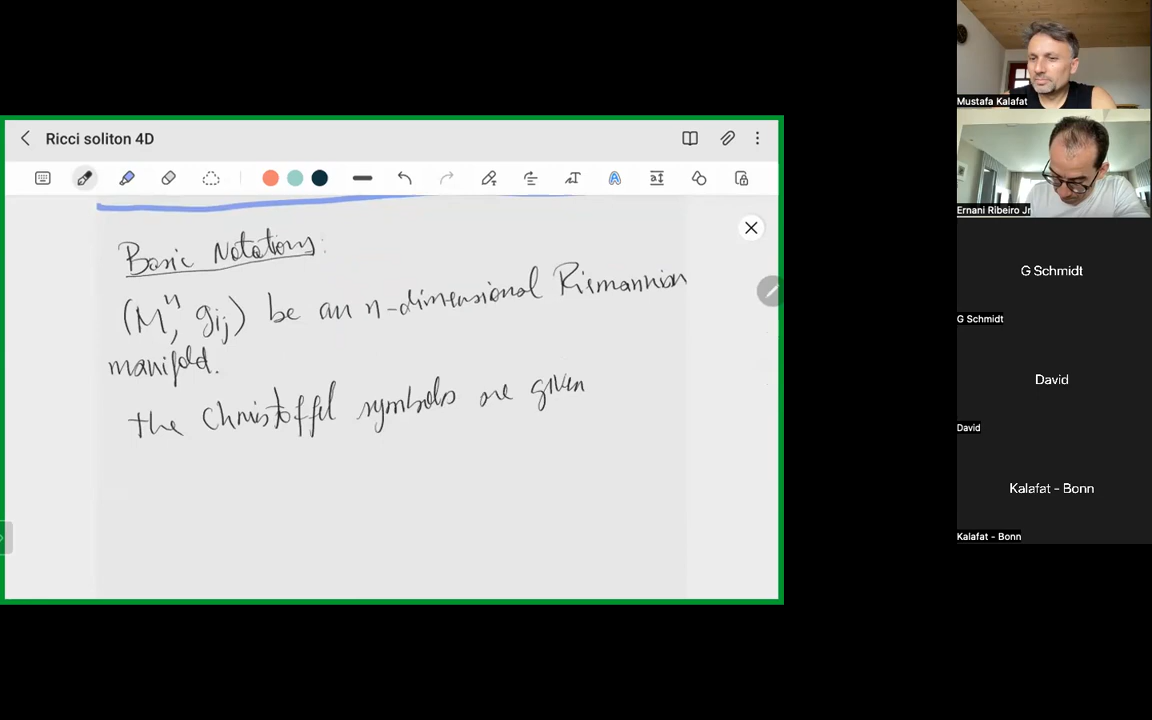 Ricci soliton 4D
Basic Notations:
(Mⁿ, gij) be an n-dimensional Riemannian
manifold.
the Christoffel symbols are given
Mustafa Kalafat
Ernani Ribeiro Jr
G Schmidt
G Schmidt
David
David
Kalafat - Bonn
Kalafat - Bonn